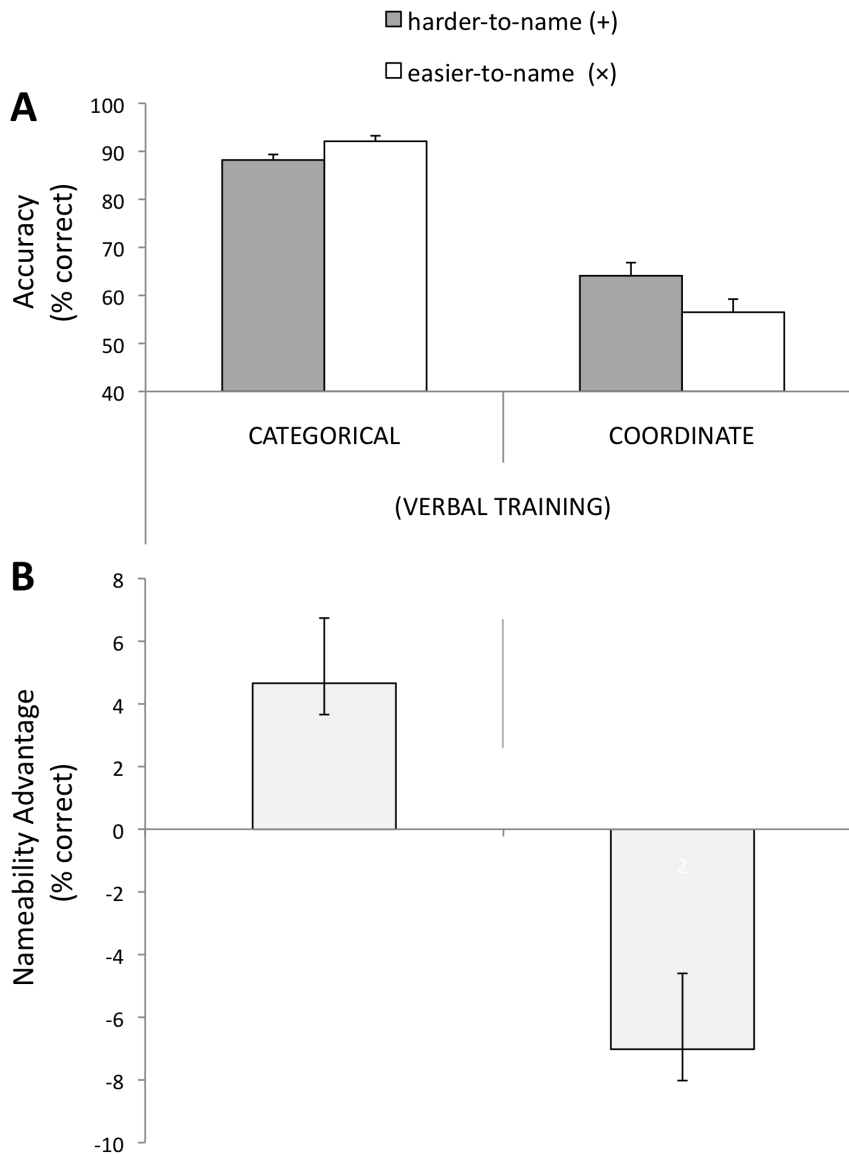 harder-to-name (+)
easier-to-name (×)
A
Accuracy
(% correct)
100
90
80
70
60
50
40
CATEGORICAL
COORDINATE
(VERBAL TRAINING)
B
Nameability Advantage
(% correct)
8
6
4
2
0
-2
-4
-6
-8
-10
2